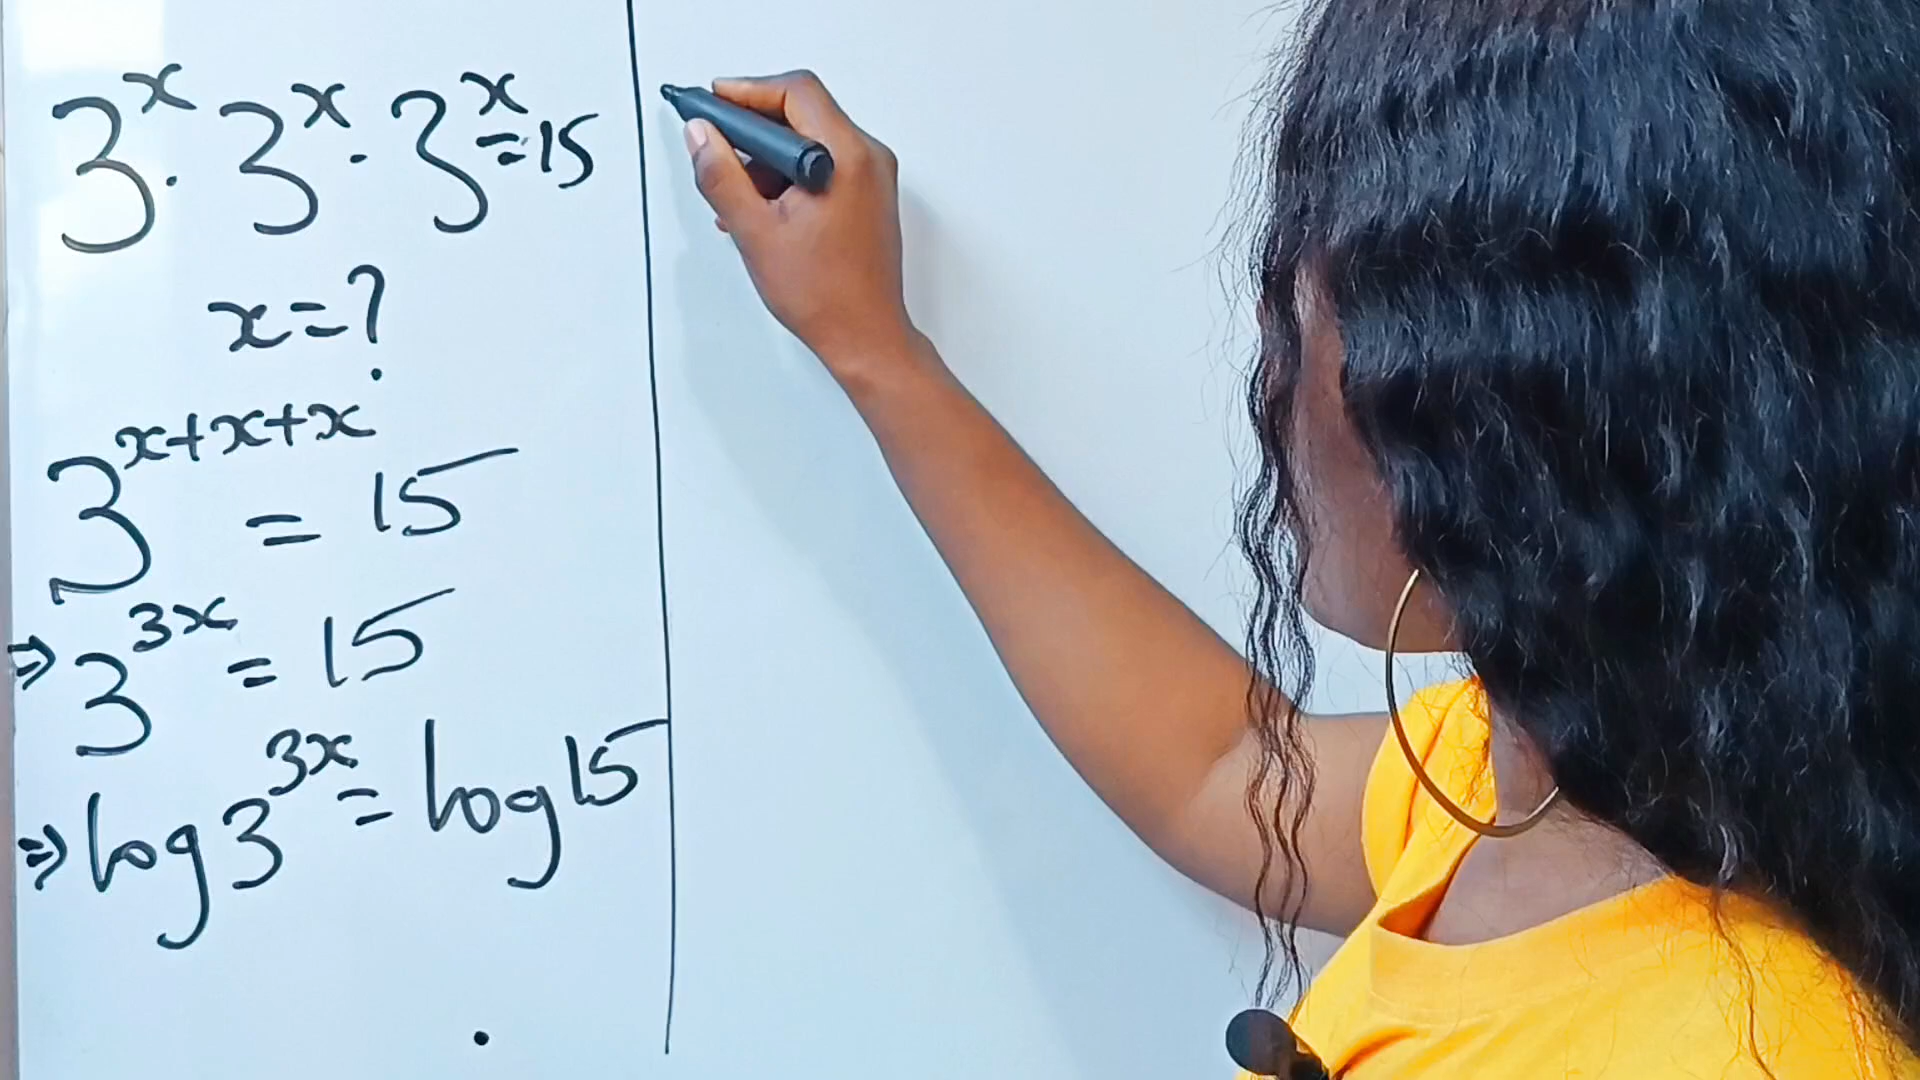 3^x · 3^x · 3^x = 15
x = ?
3^{x+x+x} = 15
⇒ 3^{3x} = 15
⇒ log 3^{3x} = log 15